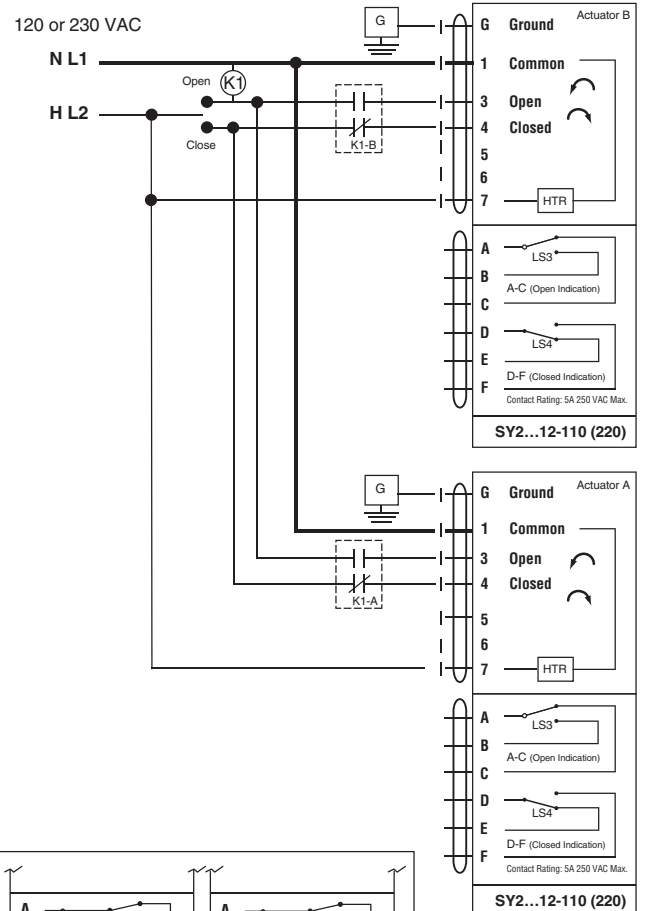 120 or 230 VAC
N L1
H L2
Open
K1
Close
K1-B
G
G Ground
Actuator B
1 Common
3 Open
4 Closed
5
6
7
HTR
A
LS3
B
A-C (Open Indication)
C
D
LS4
E
D-F (Closed Indication)
F
Contact Rating: 5A 250 VAC Max.
SY2…12-110 (220)
G
G Ground
Actuator A
1 Common
3 Open
4 Closed
K1-A
5
6
7
HTR
A
LS3
B
A-C (Open Indication)
C
D
LS4
E
D-F (Closed Indication)
F
Contact Rating: 5A 250 VAC Max.
SY2…12-110 (220)
A
A